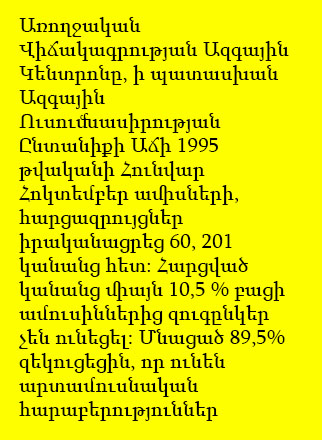 Առողջական
Վիճակագրության Ազգային
Կենտրոնը, ի պատասխան
Ազգային
Ուսումնասիրության
Ընտանիքի Աճի 1995
թվականի Հունվար
Հոկտեմբեր ամիսների,
հարցազրույցներ
իրականացրեց 60, 201
կանանց հետ: Հարցված
կանանց միայն 10,5 % բացի
ամուսիններից զուգընկեր
չեն ունեցել: Մնացած 89,5%
զեկուցեցին, որ ունեն
արտամուսնական
հարաբերություններ